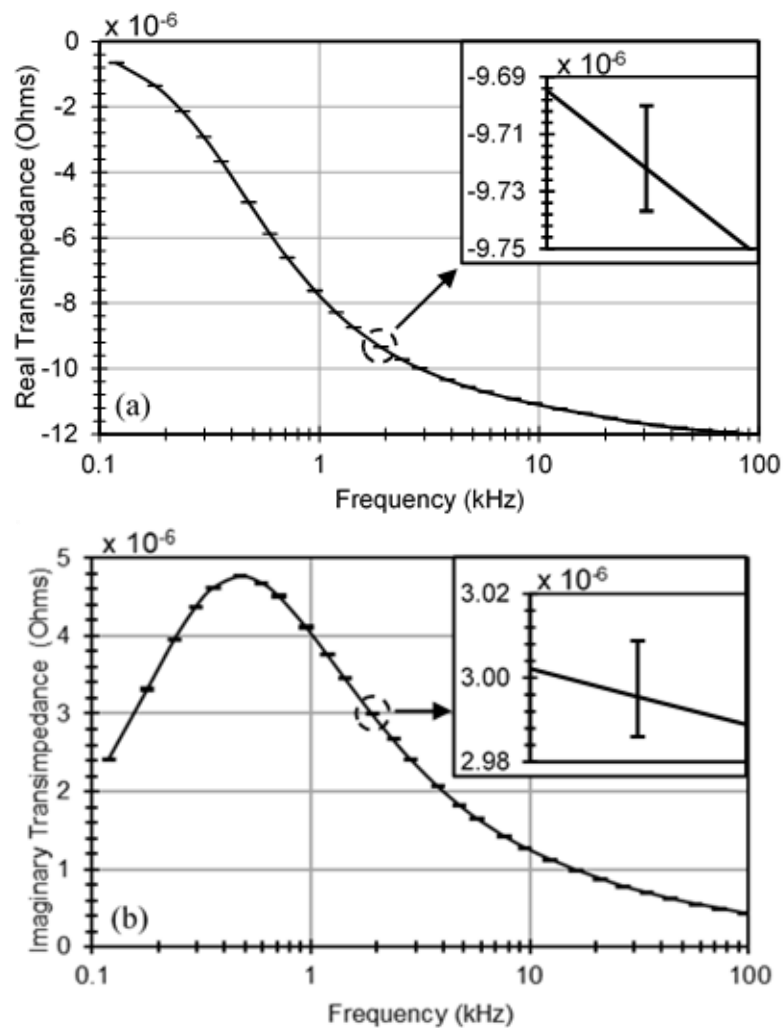 x 10-6
0
-2
-4
-6
-8
-10
-12
Real Transimpedance (Ohms)
(a)
x 10-6
-9.69
-9.71
-9.73
-9.75
0.1 1 10 100
Frequency (kHz)
x 10-6
5
4
3
2
1
0
Imaginary Transimpedance (Ohms)
(b)
x 10-6
3.02
3.00
2.98
0.1 1 10 100
Frequency (kHz)